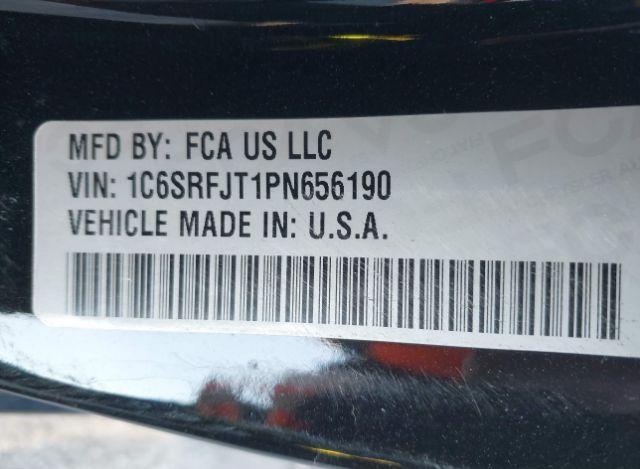 MFD BY: FCA US LLC
VIN: 1C6SRFJT1PN656190
VEHICLE MADE IN: U.S.A.